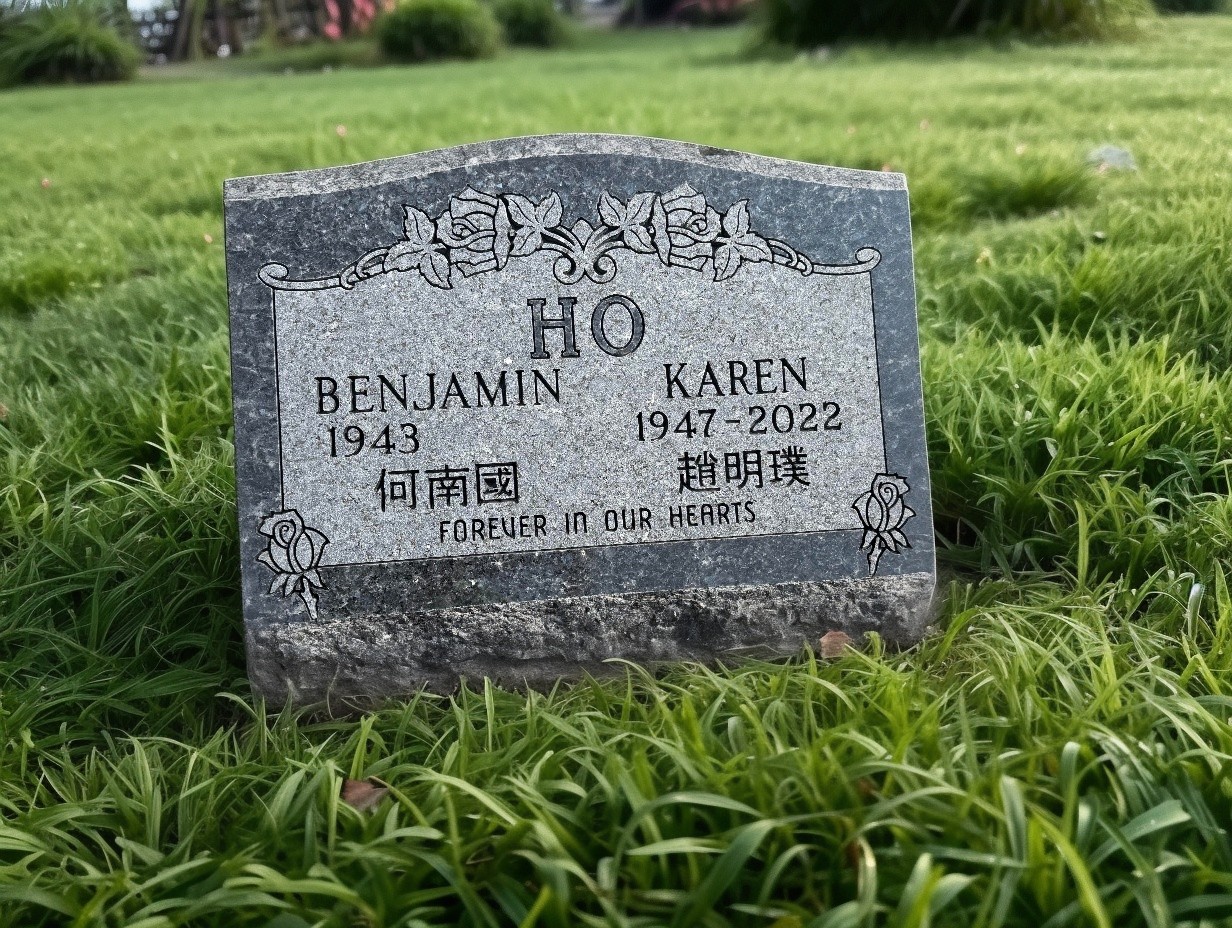 HO
BENJAMIN KAREN
1943 1947-2022
何南國 趙明璞
FOREVER IN OUR HEARTS